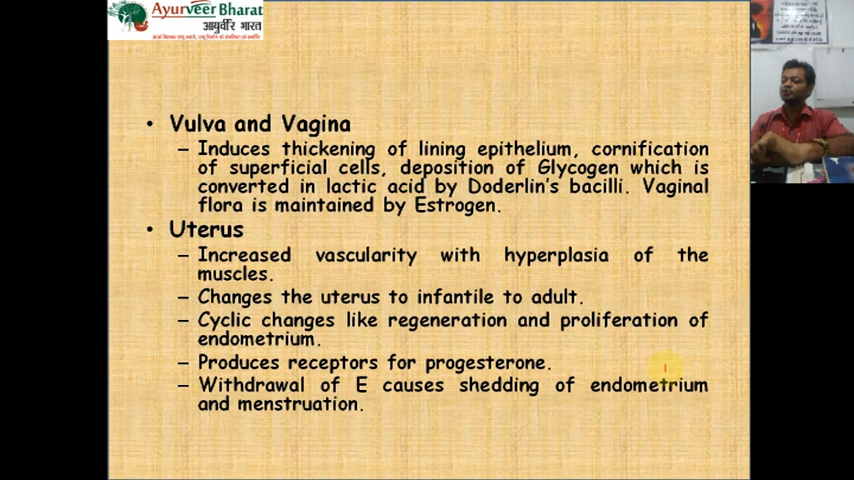 Ayurveer Bharat
आयुर्वीर भारत
• Vulva and Vagina
– Induces thickening of lining epithelium, cornification
of superficial cells, deposition of Glycogen which is
converted in lactic acid by Doderlin's bacilli. Vaginal
flora is maintained by Estrogen.
• Uterus
– Increased vascularity with hyperplasia of the
muscles.
– Changes the uterus to infantile to adult.
– Cyclic changes like regeneration and proliferation of
endometrium.
– Produces receptors for progesterone.
– Withdrawal of E causes shedding of endometrium
and menstruation.